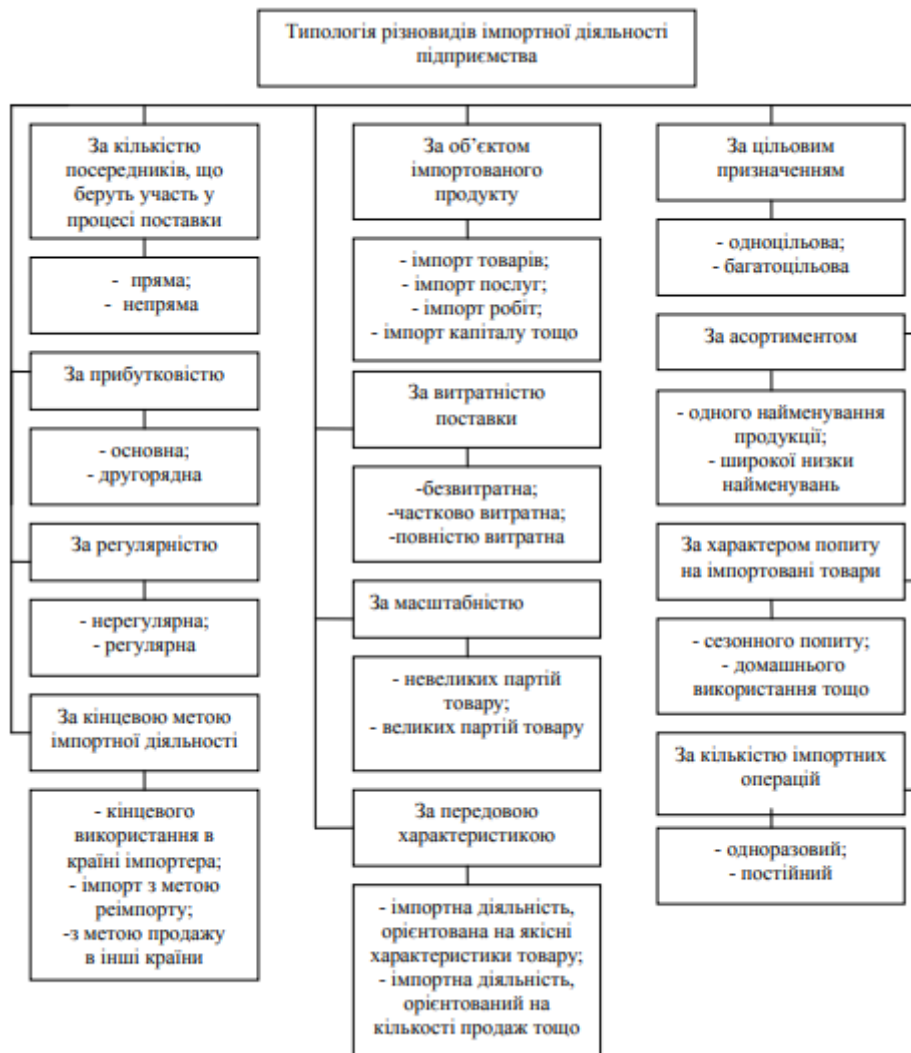 Типологія різновидів імпортної діяльності
підприємства
За кількістю
посередників, що
беруть участь у
процесі поставки
- пряма;
- непряма
За прибутковістю
- основна;
- другорядна
За регулярністю
- нерегулярна;
- регулярна
За кінцевою метою
імпортної діяльності
- кінцевого
використання в
країні імпортера;
- імпорт з метою
реімпорту;
-з метою продажу
в інші країни
За об’єктом
імпортованого
продукту
- імпорт товарів;
- імпорт послуг;
- імпорт робіт;
- імпорт капіталу тощо
За витратністю
поставки
-безвитратна;
-частково витратна;
-повністю витратна
За масштабністю
- невеликих партій
товару;
- великих партій товару
За передовою
характеристикою
- імпортна діяльність,
орієнтована на якісні
характеристики товару;
- імпортна діяльність,
орієнтований на
кількості продаж тощо
За цільовим
призначенням
- одноцільова;
- багатоцільова
За асортиментом
- одного найменування
продукції;
- широкої низки
найменувань
За характером попиту
на імпортовані товари
- сезонного попиту;
- домашнього
використання тощо
За кількістю імпортних
операцій
- одноразовий;
- постійний